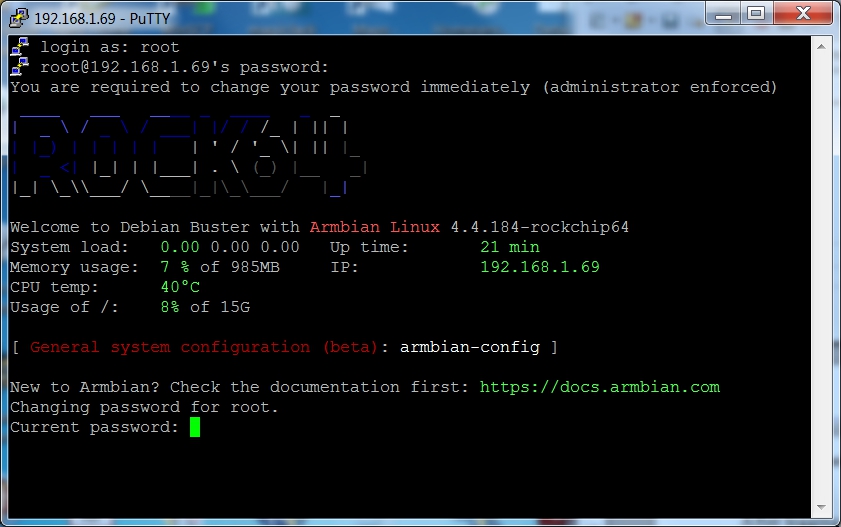 192.168.1.69 - PuTTY
login as: root
root@192.168.1.69's password:
You are required to change your password immediately (administrator enforced)
Rock64
Welcome to Debian Buster with Armbian Linux 4.4.184-rockchip64
System load:   0.00 0.00 0.00   Up time:       21 min
Memory usage:  7 % of 985MB     IP:            192.168.1.69
CPU temp:      40°C
Usage of /:    8% of 15G
[ General system configuration (beta): armbian-config ]
New to Armbian? Check the documentation first: https://docs.armbian.com
Changing password for root.
Current password: